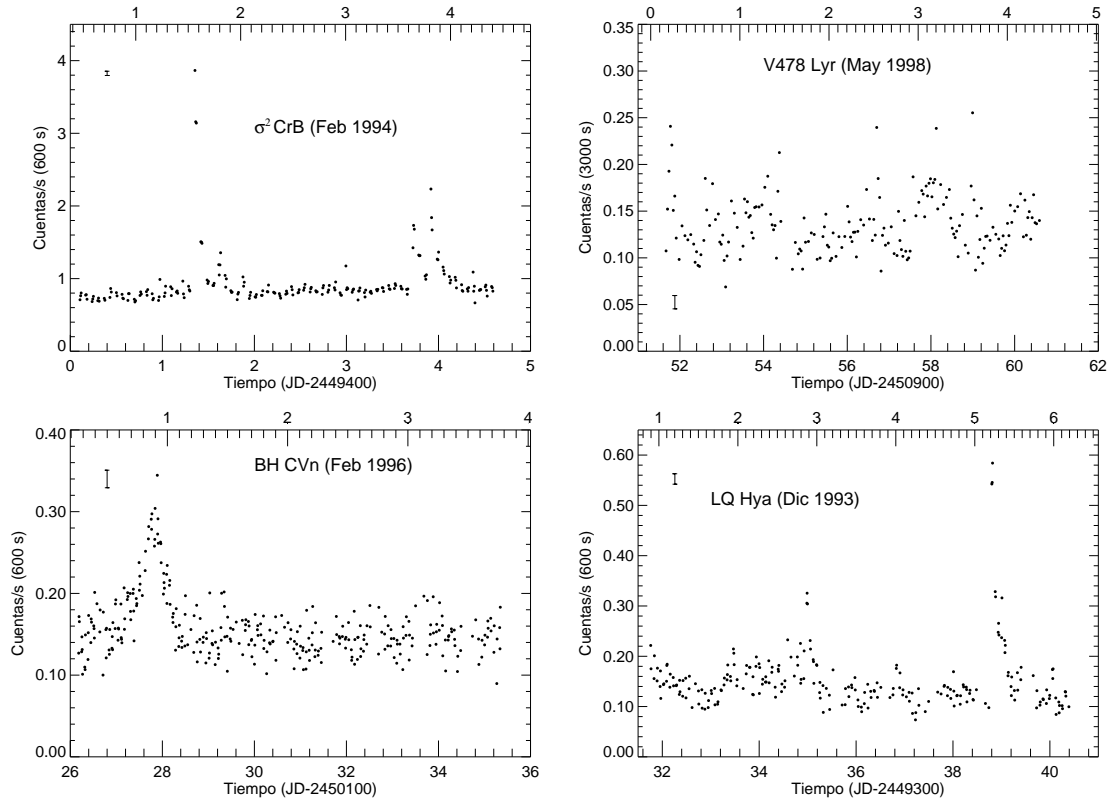 0 1 2 3 4
4
3
2
1
0
Cuentas/s (600 s)
σ² CrB (Feb 1994)
0 1 2 3 4 5
Tiempo (JD-2449400)
0 1 2 3 4 5
0.35
0.30
0.25
0.20
0.15
0.10
0.05
0.00
Cuentas/s (3000 s)
V478 Lyr (May 1998)
52 54 56 58 60 62
Tiempo (JD-2450900)
1 2 3 4
0.40
0.30
0.20
0.10
0.00
Cuentas/s (600 s)
BH CVn (Feb 1996)
26 28 30 32 34 36
Tiempo (JD-2450100)
1 2 3 4 5 6
0.60
0.50
0.40
0.30
0.20
0.10
0.00
Cuentas/s (600 s)
LQ Hya (Dic 1993)
32 34 36 38 40
Tiempo (JD-2449300)